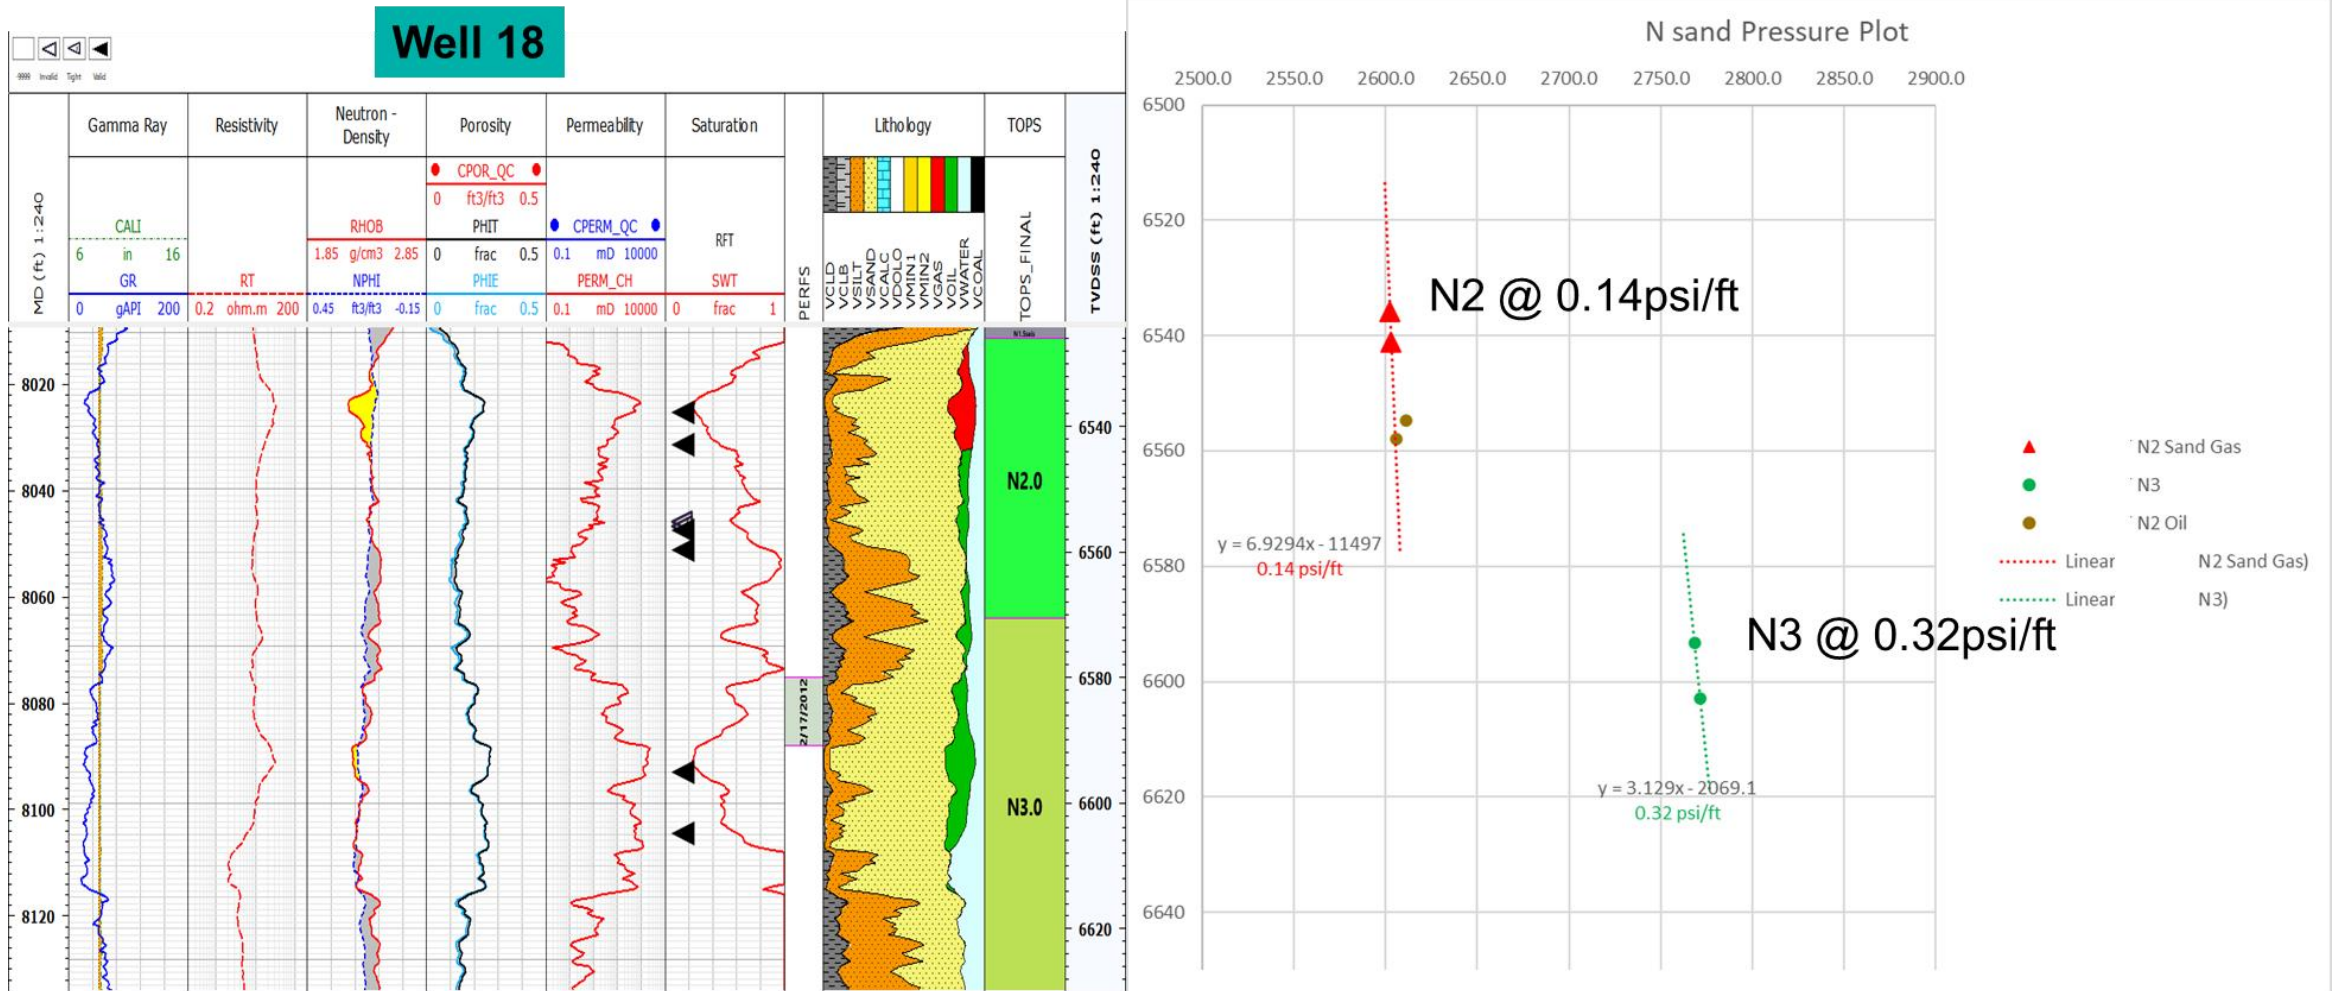 Well 18
-9999 Invalid Tight Valid
Gamma Ray
Resistivity
Neutron -
Density
Porosity
Permeability
Saturation
Lithology
TOPS
MD (ft) 1:240
CALI
6 in 16
GR
0 gAPI 200
RT
0.2 ohm.m 200
RHOB
1.85 g/cm3 2.85
NPHI
0.45 ft3/ft3 -0.15
CPOR_QC
0 ft3/ft3 0.5
PHIT
0 frac 0.5
PHIE
0 frac 0.5
CPERM_QC
0.1 mD 10000
PERM_CH
0.1 mD 10000
RFT
SWT
0 frac 1
PERFS
VCLD
VCLB
VSILT
VSAND
VCALC
VDOLO
VMIN1
VMIN2
VGAS
VOIL
VWATER
VCOAL
TOPS_FINAL
TVDSS (ft) 1:240
8020
8040
8060
8080
8100
8120
2/17/2012
N2.0
N3.0
6540
6560
6580
6600
6620
N sand Pressure Plot
2500.0 2550.0 2600.0 2650.0 2700.0 2750.0 2800.0 2850.0 2900.0
6500
6520
6540
6560
6580
6600
6620
6640
N2 @ 0.14psi/ft
y = 6.9294x - 11497
0.14 psi/ft
N3 @ 0.32psi/ft
y = 3.129x - 2069.1
0.32 psi/ft
N2 Sand Gas
N3
N2 Oil
Linear N2 Sand Gas)
Linear N3)